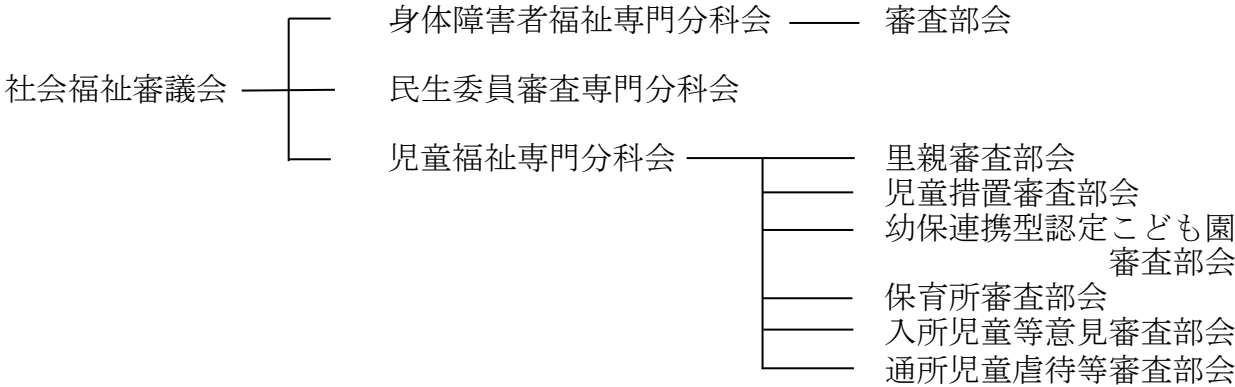 身体障害者福祉専門分科会 審査部会
社会福祉審議会 民生委員審査専門分科会
児童福祉専門分科会 里親審査部会
児童措置審査部会
幼保連携型認定こども園
審査部会
保育所審査部会
入所児童等意見審査部会
通所児童虐待等審査部会